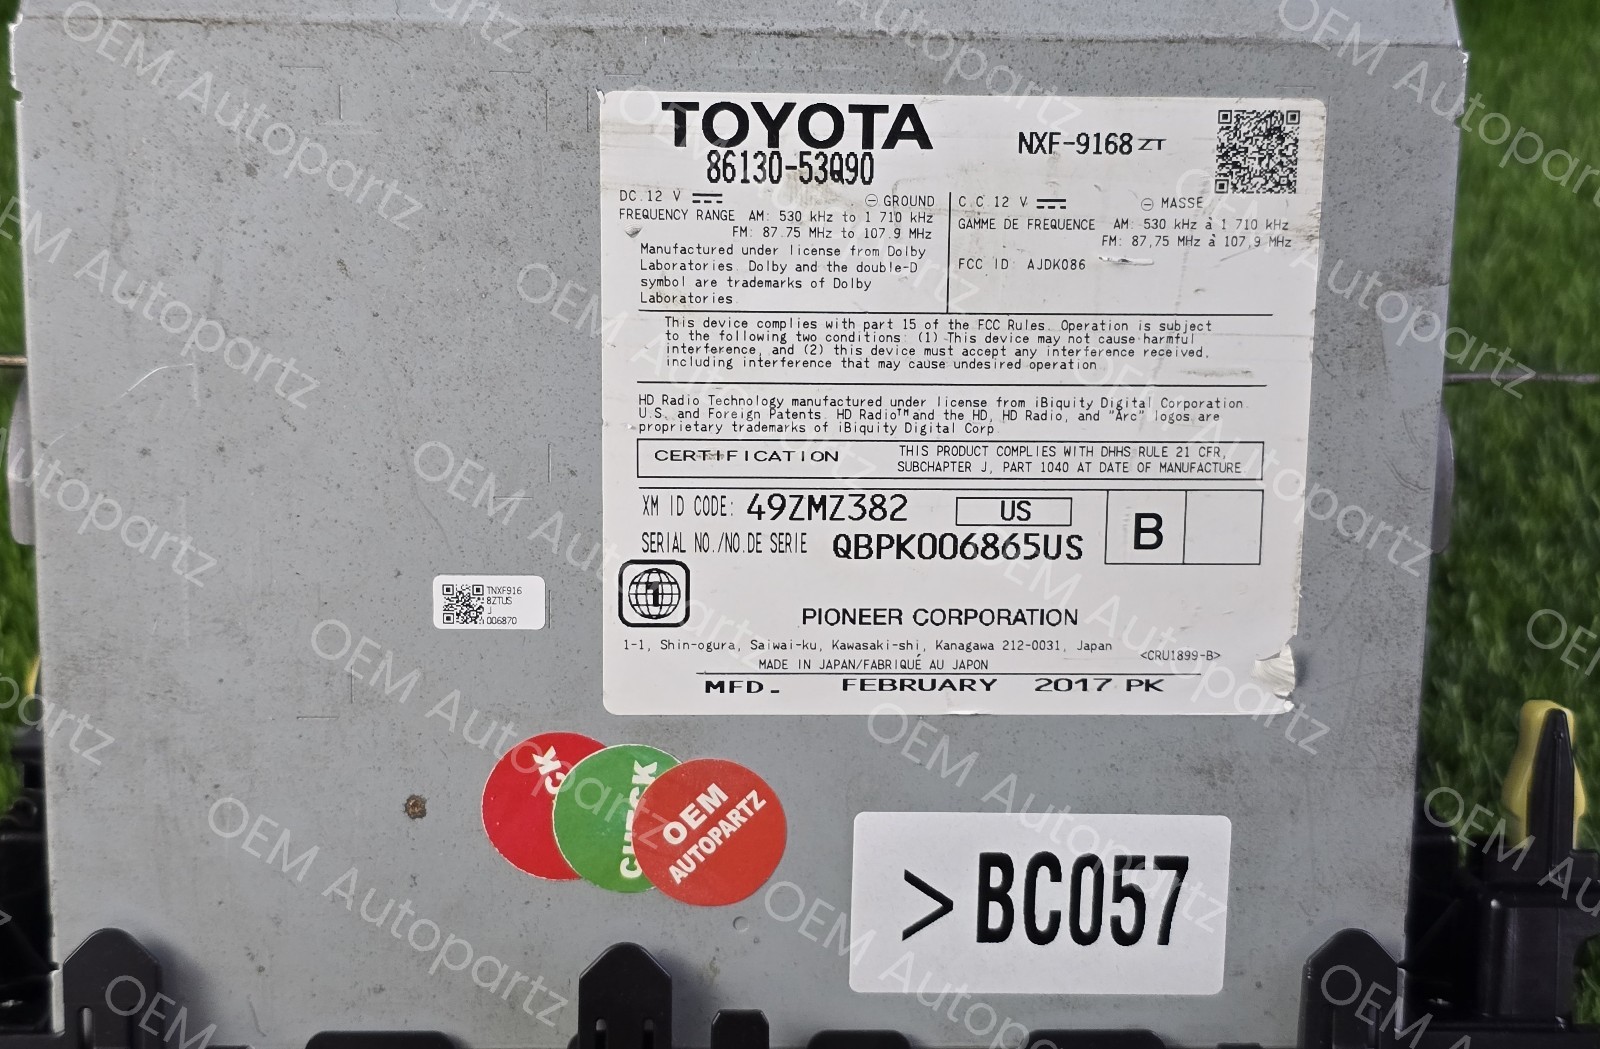 TOYOTA
86130-53Q90
NXF-9168 ZT
DC 12 V
⊖ GROUND
FREQUENCY RANGE AM: 530 kHz to 1 710 kHz
FM: 87.75 MHz to 107.9 MHz
Manufactured under license from Dolby
Laboratories. Dolby and the double-D
symbol are trademarks of Dolby
Laboratories.
C.C. 12 V
⊖ MASSE
GAMME DE FREQUENCE AM: 530 kHz à 1 710 kHz
FM: 87,75 MHz à 107,9 MHz
FCC ID: AJDK086
This device complies with part 15 of the FCC Rules. Operation is subject
to the following two conditions: (1) This device may not cause harmful
interference, and (2) this device must accept any interference received,
including interference that may cause undesired operation.
HD Radio Technology manufactured under license from iBiquity Digital Corporation.
U.S. and Foreign Patents. HD Radio™ and the HD, HD Radio, and "Arc" logos are
proprietary trademarks of iBiquity Digital Corp.
CERTIFICATION
THIS PRODUCT COMPLIES WITH DHHS RULE 21 CFR,
SUBCHAPTER J, PART 1040 AT DATE OF MANUFACTURE.
XM ID CODE: 49ZMZ382
US
B
SERIAL NO./NO.DE SERIE QBPK006865US
1
PIONEER CORPORATION
1-1, Shin-ogura, Saiwai-ku, Kawasaki-shi, Kanagawa 212-0031, Japan
<CRU1899-B>
MADE IN JAPAN/FABRIQUÉ AU JAPON
MFD- FEBRUARY 2017 PK
TNXF916
8ZTUS
J
006870
CK
CHECK
OEM
AUTOPARTZ
>BC057
OEM Autopartz